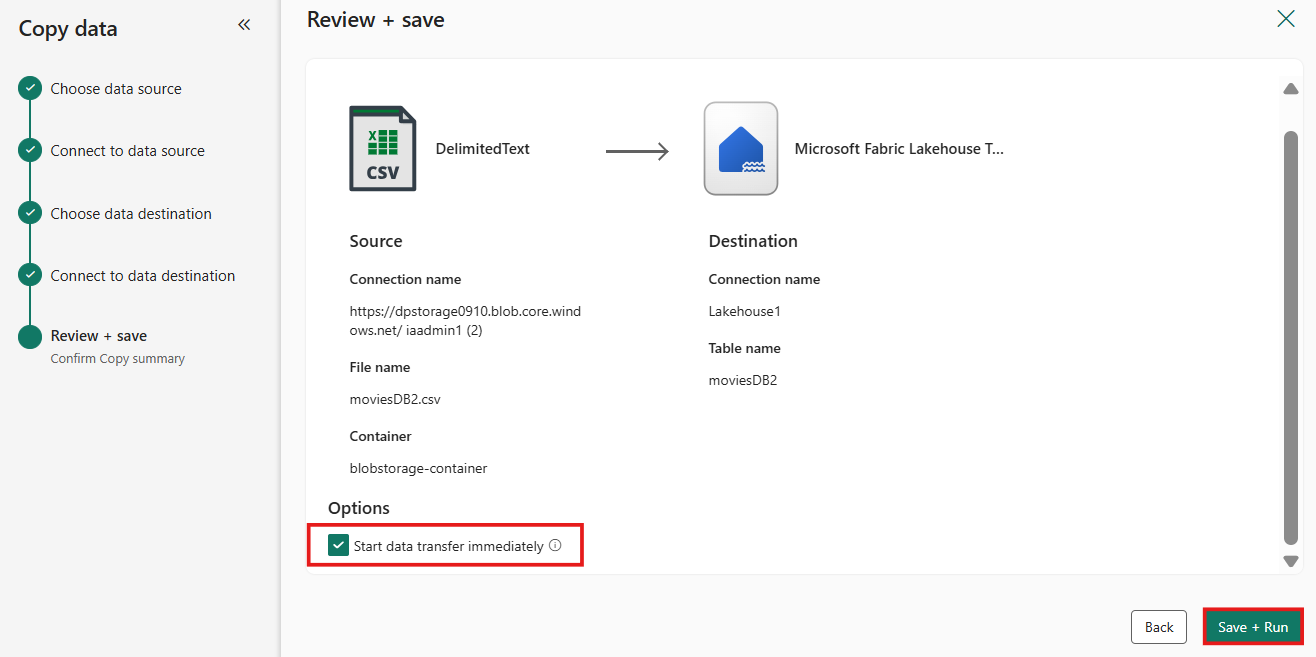 Copy data
Choose data source
Connect to data source
Choose data destination
Connect to data destination
Review + save
Confirm Copy summary
Review + save
X
CSV
DelimitedText
Microsoft Fabric Lakehouse T...
Source
Connection name
https://dpstorage0910.blob.core.wind
ows.net/ iaadmin1 (2)
File name
moviesDB2.csv
Container
blobstorage-container
Destination
Connection name
Lakehouse1
Table name
moviesDB2
Options
Start data transfer immediately
Back
Save + Run